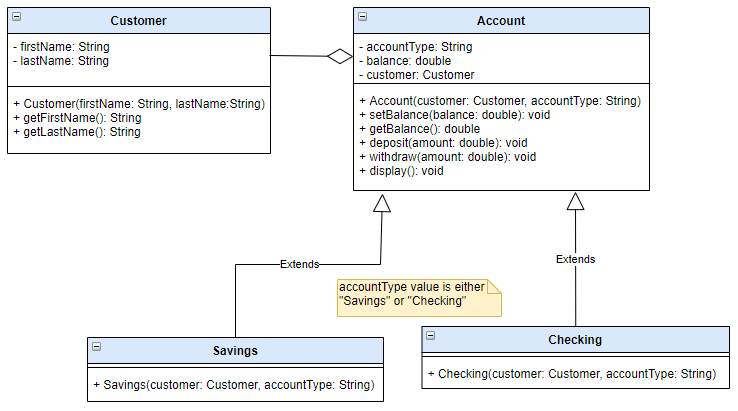 Customer
- firstName: String
- lastName: String
+ Customer(firstName: String, lastName:String)
+ getFirstName(): String
+ getLastName(): String
Account
- accountType: String
- balance: double
- customer: Customer
+ Account(customer: Customer, accountType: String)
+ setBalance(balance: double): void
+ getBalance(): double
+ deposit(amount: double): void
+ withdraw(amount: double): void
+ display(): void
Extends
Extends
accountType value is either
"Savings" or "Checking"
Savings
+ Savings(customer: Customer, accountType: String)
Checking
+ Checking(customer: Customer, accountType: String)